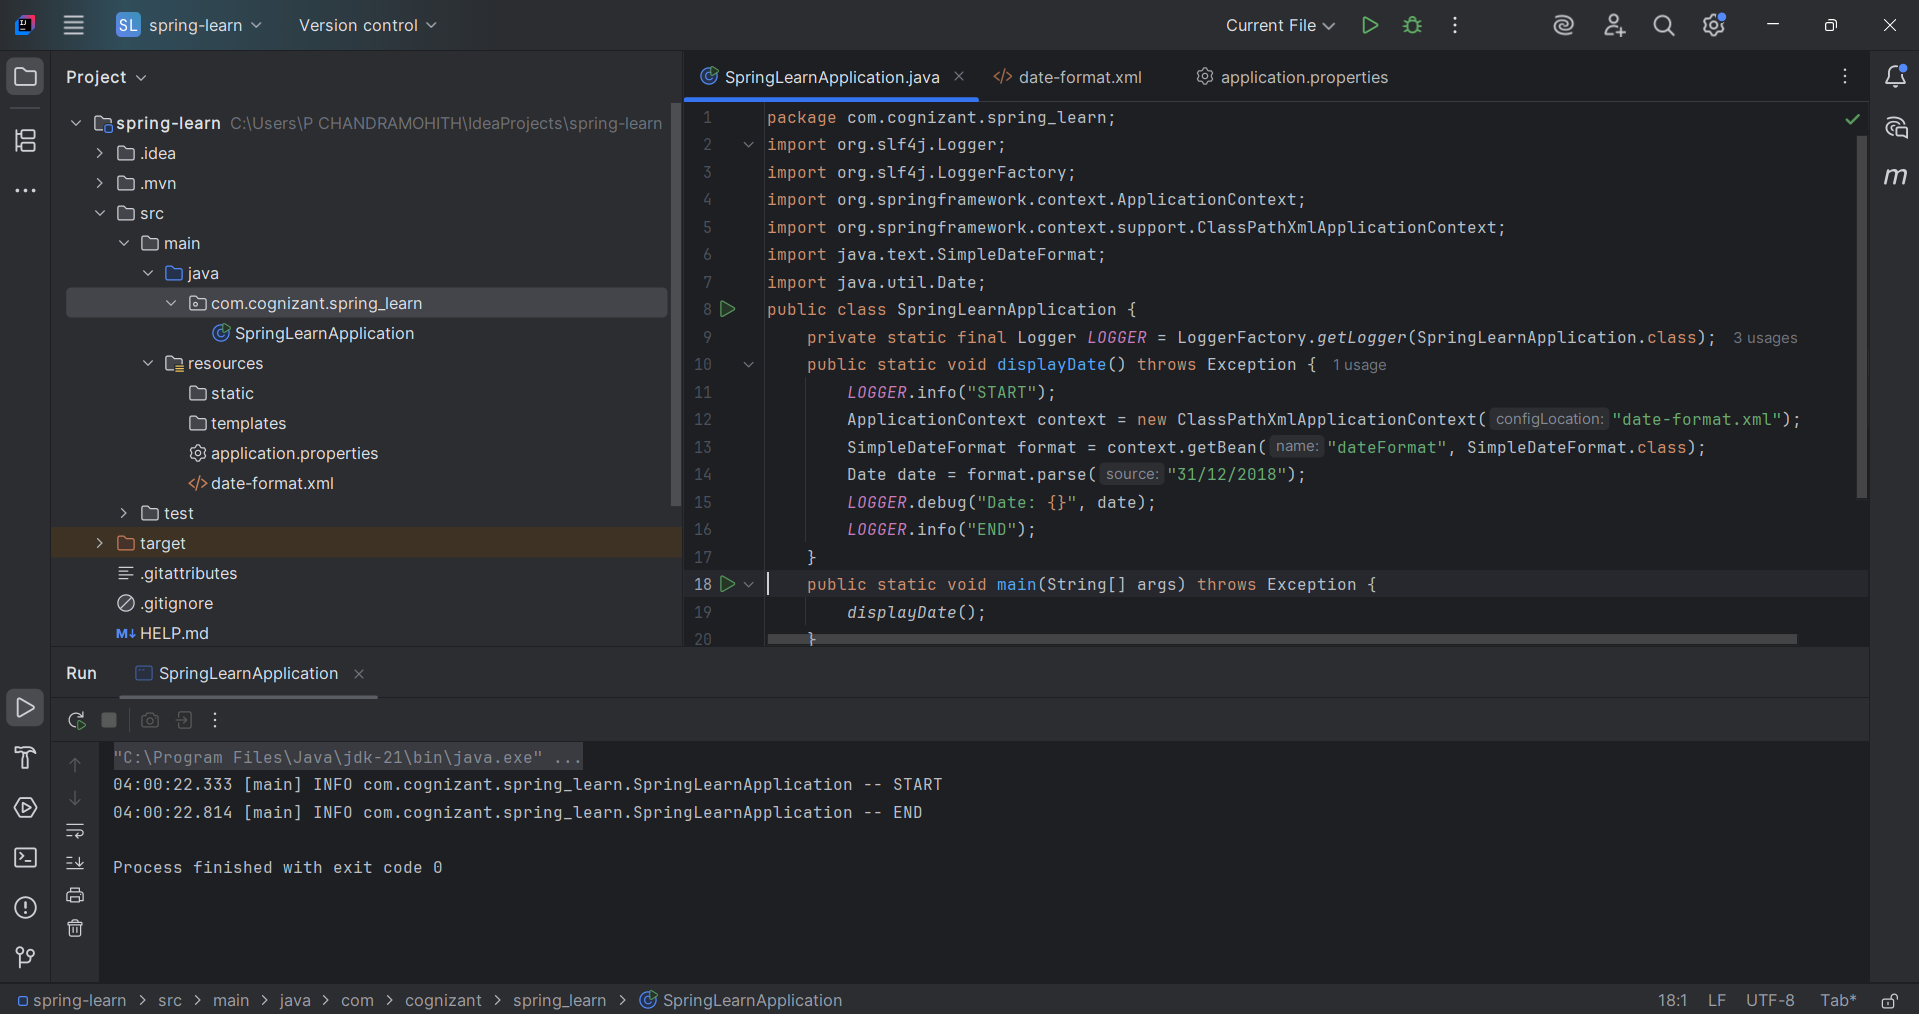 SL spring-learn Version control Current File
Project
spring-learn C:\Users\P CHANDRAMOHITH\IdeaProjects\spring-learn
.idea
.mvn
src
main
java
com.cognizant.spring_learn
SpringLearnApplication
resources
static
templates
application.properties
date-format.xml
test
target
.gitattributes
.gitignore
M↓ HELP.md
SpringLearnApplication.java date-format.xml application.properties
1 package com.cognizant.spring_learn;
2 import org.slf4j.Logger;
3 import org.slf4j.LoggerFactory;
4 import org.springframework.context.ApplicationContext;
5 import org.springframework.context.support.ClassPathXmlApplicationContext;
6 import java.text.SimpleDateFormat;
7 import java.util.Date;
8 public class SpringLearnApplication {
9 private static final Logger LOGGER = LoggerFactory.getLogger(SpringLearnApplication.class); 3 usages
10 public static void displayDate() throws Exception { 1 usage
11 LOGGER.info("START");
12 ApplicationContext context = new ClassPathXmlApplicationContext( configLocation: "date-format.xml");
13 SimpleDateFormat format = context.getBean( name: "dateFormat", SimpleDateFormat.class);
14 Date date = format.parse( source: "31/12/2018");
15 LOGGER.debug("Date: {}", date);
16 LOGGER.info("END");
17 }
18 public static void main(String[] args) throws Exception {
19 displayDate();
20 }
m
Run SpringLearnApplication
"C:\Program Files\Java\jdk-21\bin\java.exe" ...
04:00:22.333 [main] INFO com.cognizant.spring_learn.SpringLearnApplication -- START
04:00:22.814 [main] INFO com.cognizant.spring_learn.SpringLearnApplication -- END
Process finished with exit code 0
spring-learn > src > main > java > com > cognizant > spring_learn > SpringLearnApplication 18:1 LF UTF-8 Tab*